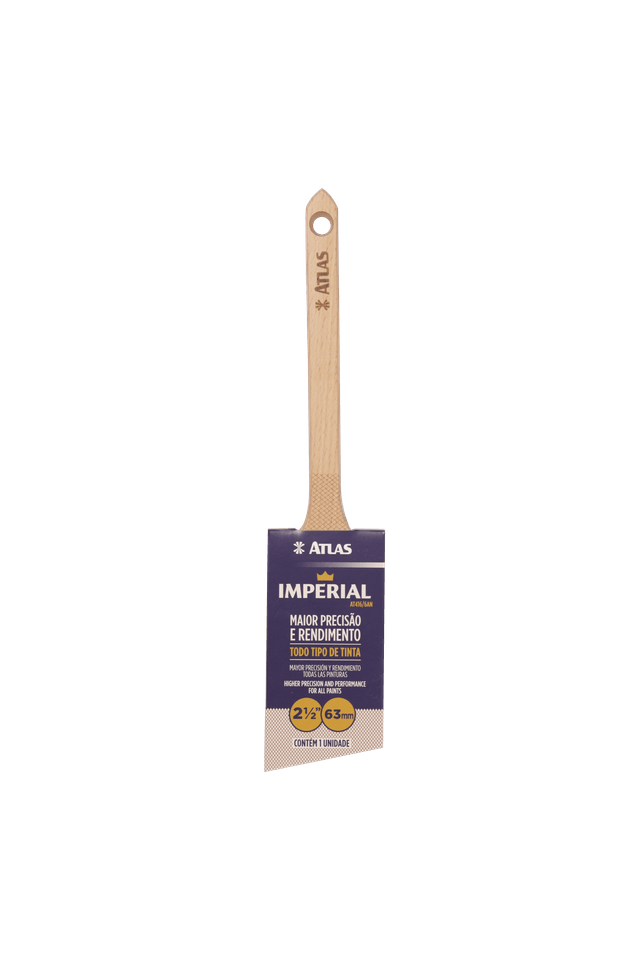 ATLAS
ATLAS
IMPERIAL
AT416/6AN
MAIOR PRECISÃO
E RENDIMENTO
TODO TIPO DE TINTA
MAYOR PRECISIÓN Y RENDIMIENTO
TODAS LAS PINTURAS
HIGHER PRECISION AND PERFORMANCE
FOR ALL PAINTS
2½" 63mm
CONTÉM 1 UNIDADE